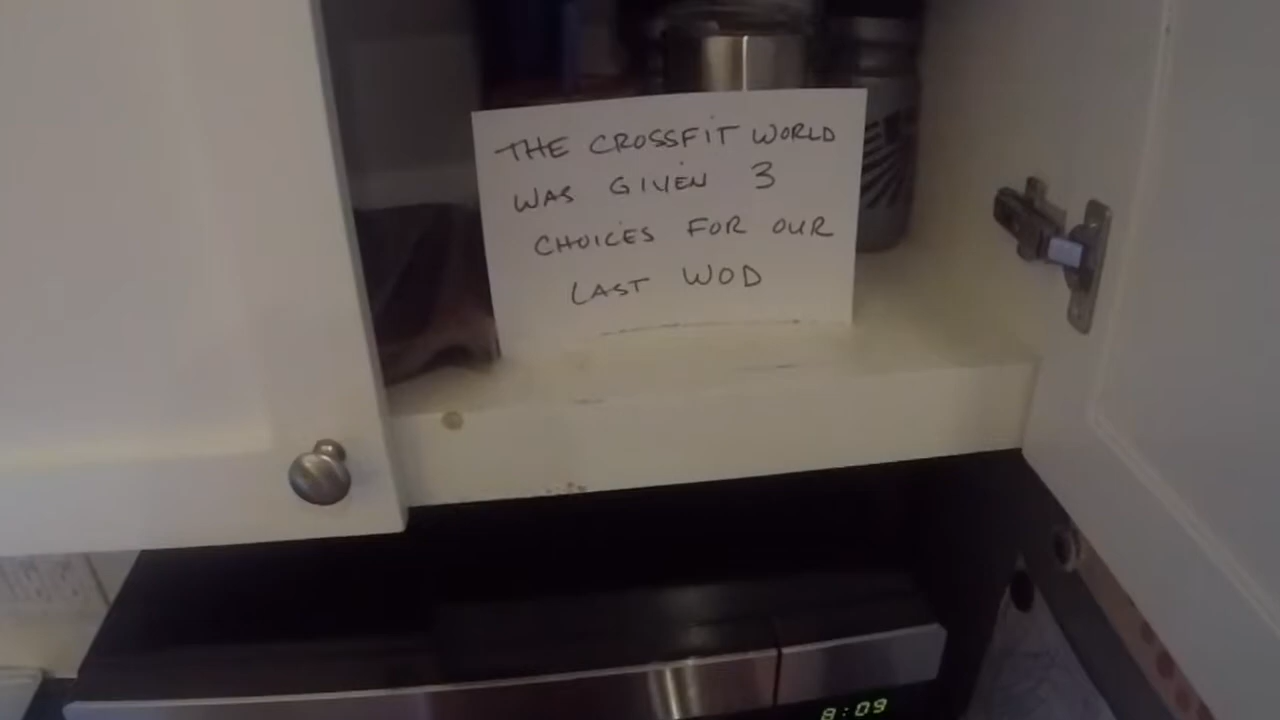 THE CROSSFIT WORLD
WAS GIVEN 3
CHOICES FOR OUR
LAST WOD
8:09